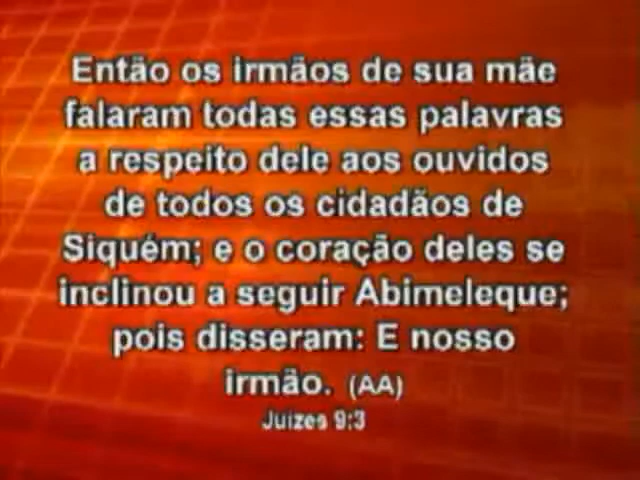 Então os irmãos de sua mãe
falaram todas essas palavras
a respeito dele aos ouvidos
de todos os cidadãos de
Siquém; e o coração deles se
inclinou a seguir Abimeleque;
pois disseram: E nosso
irmão. (AA)
Juizes 9:3